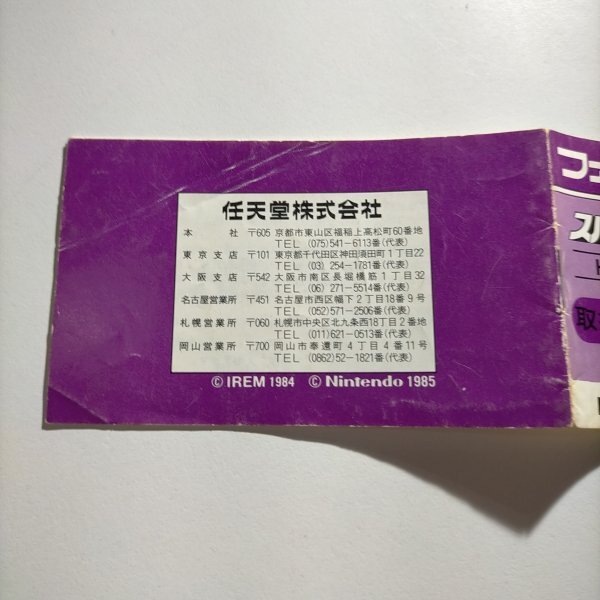 任天堂株式会社
本　　社 〒605 京都市東山区福稲上高松町60番地
TEL (075)541-6113番(代表)
東京支店 〒101 東京都千代田区神田須田町1丁目22
TEL (03) 254-1781番(代表)
大阪支店 〒542 大阪市南区長堀橋筋1丁目32
TEL (06) 271-5514番(代表)
名古屋営業所 〒451 名古屋市西区幅下2丁目18番9号
TEL (052)571-2506番(代表)
札幌営業所 〒060 札幌市中央区北九条西18丁目2番地
TEL (011)621-0513番(代表)
岡山営業所 〒700 岡山市奉還町4丁目4番11号
TEL (0862)52-1821番(代表)
© IREM 1984 © Nintendo 1985
フ
ス
取